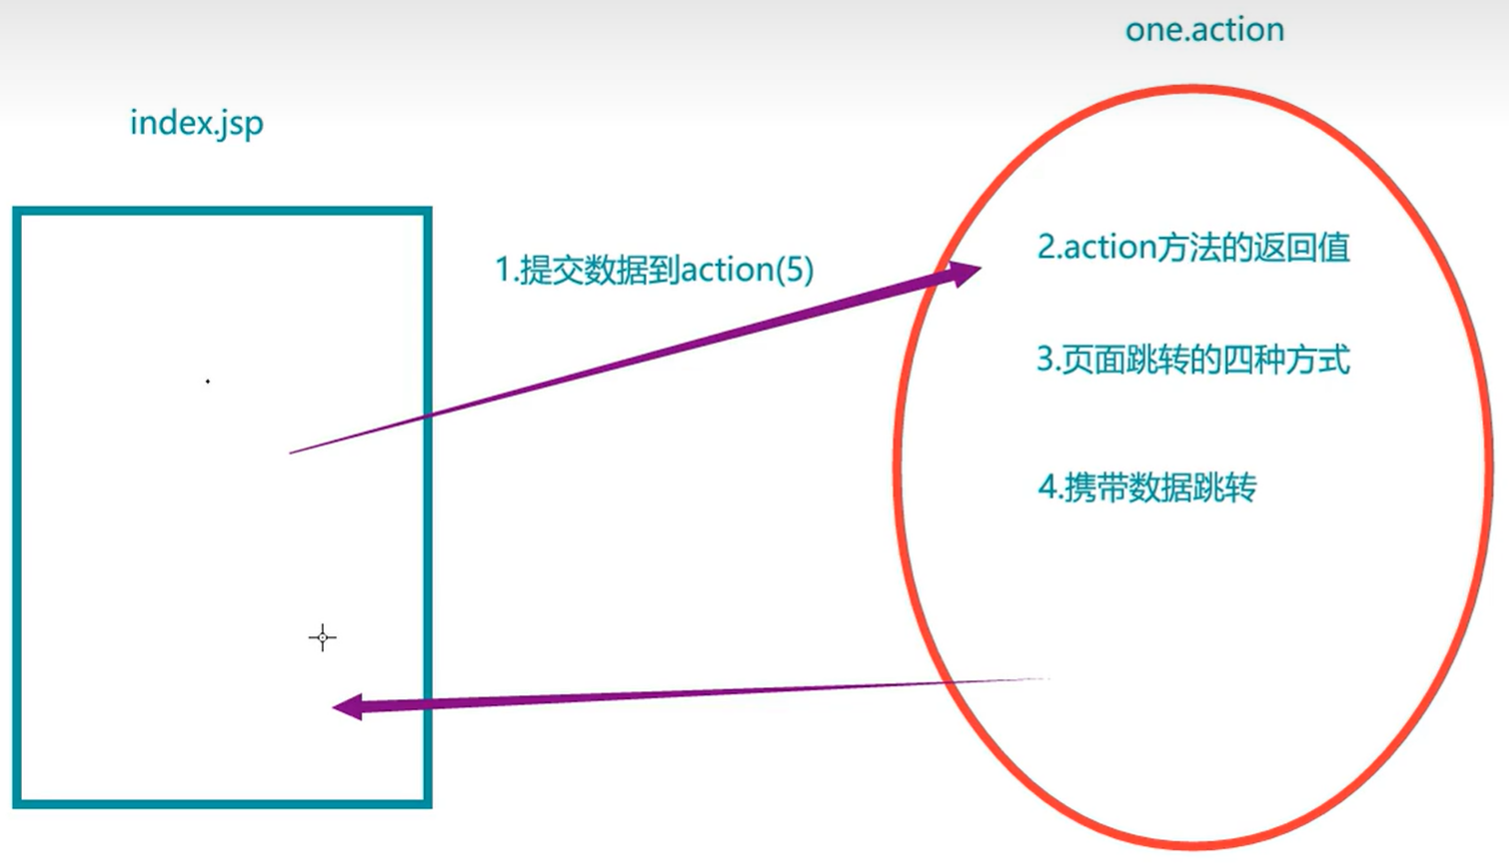 one.action
index.jsp
1.提交数据到action(5)
2.action方法的返回值
3.页面跳转的四种方式
4.携带数据跳转